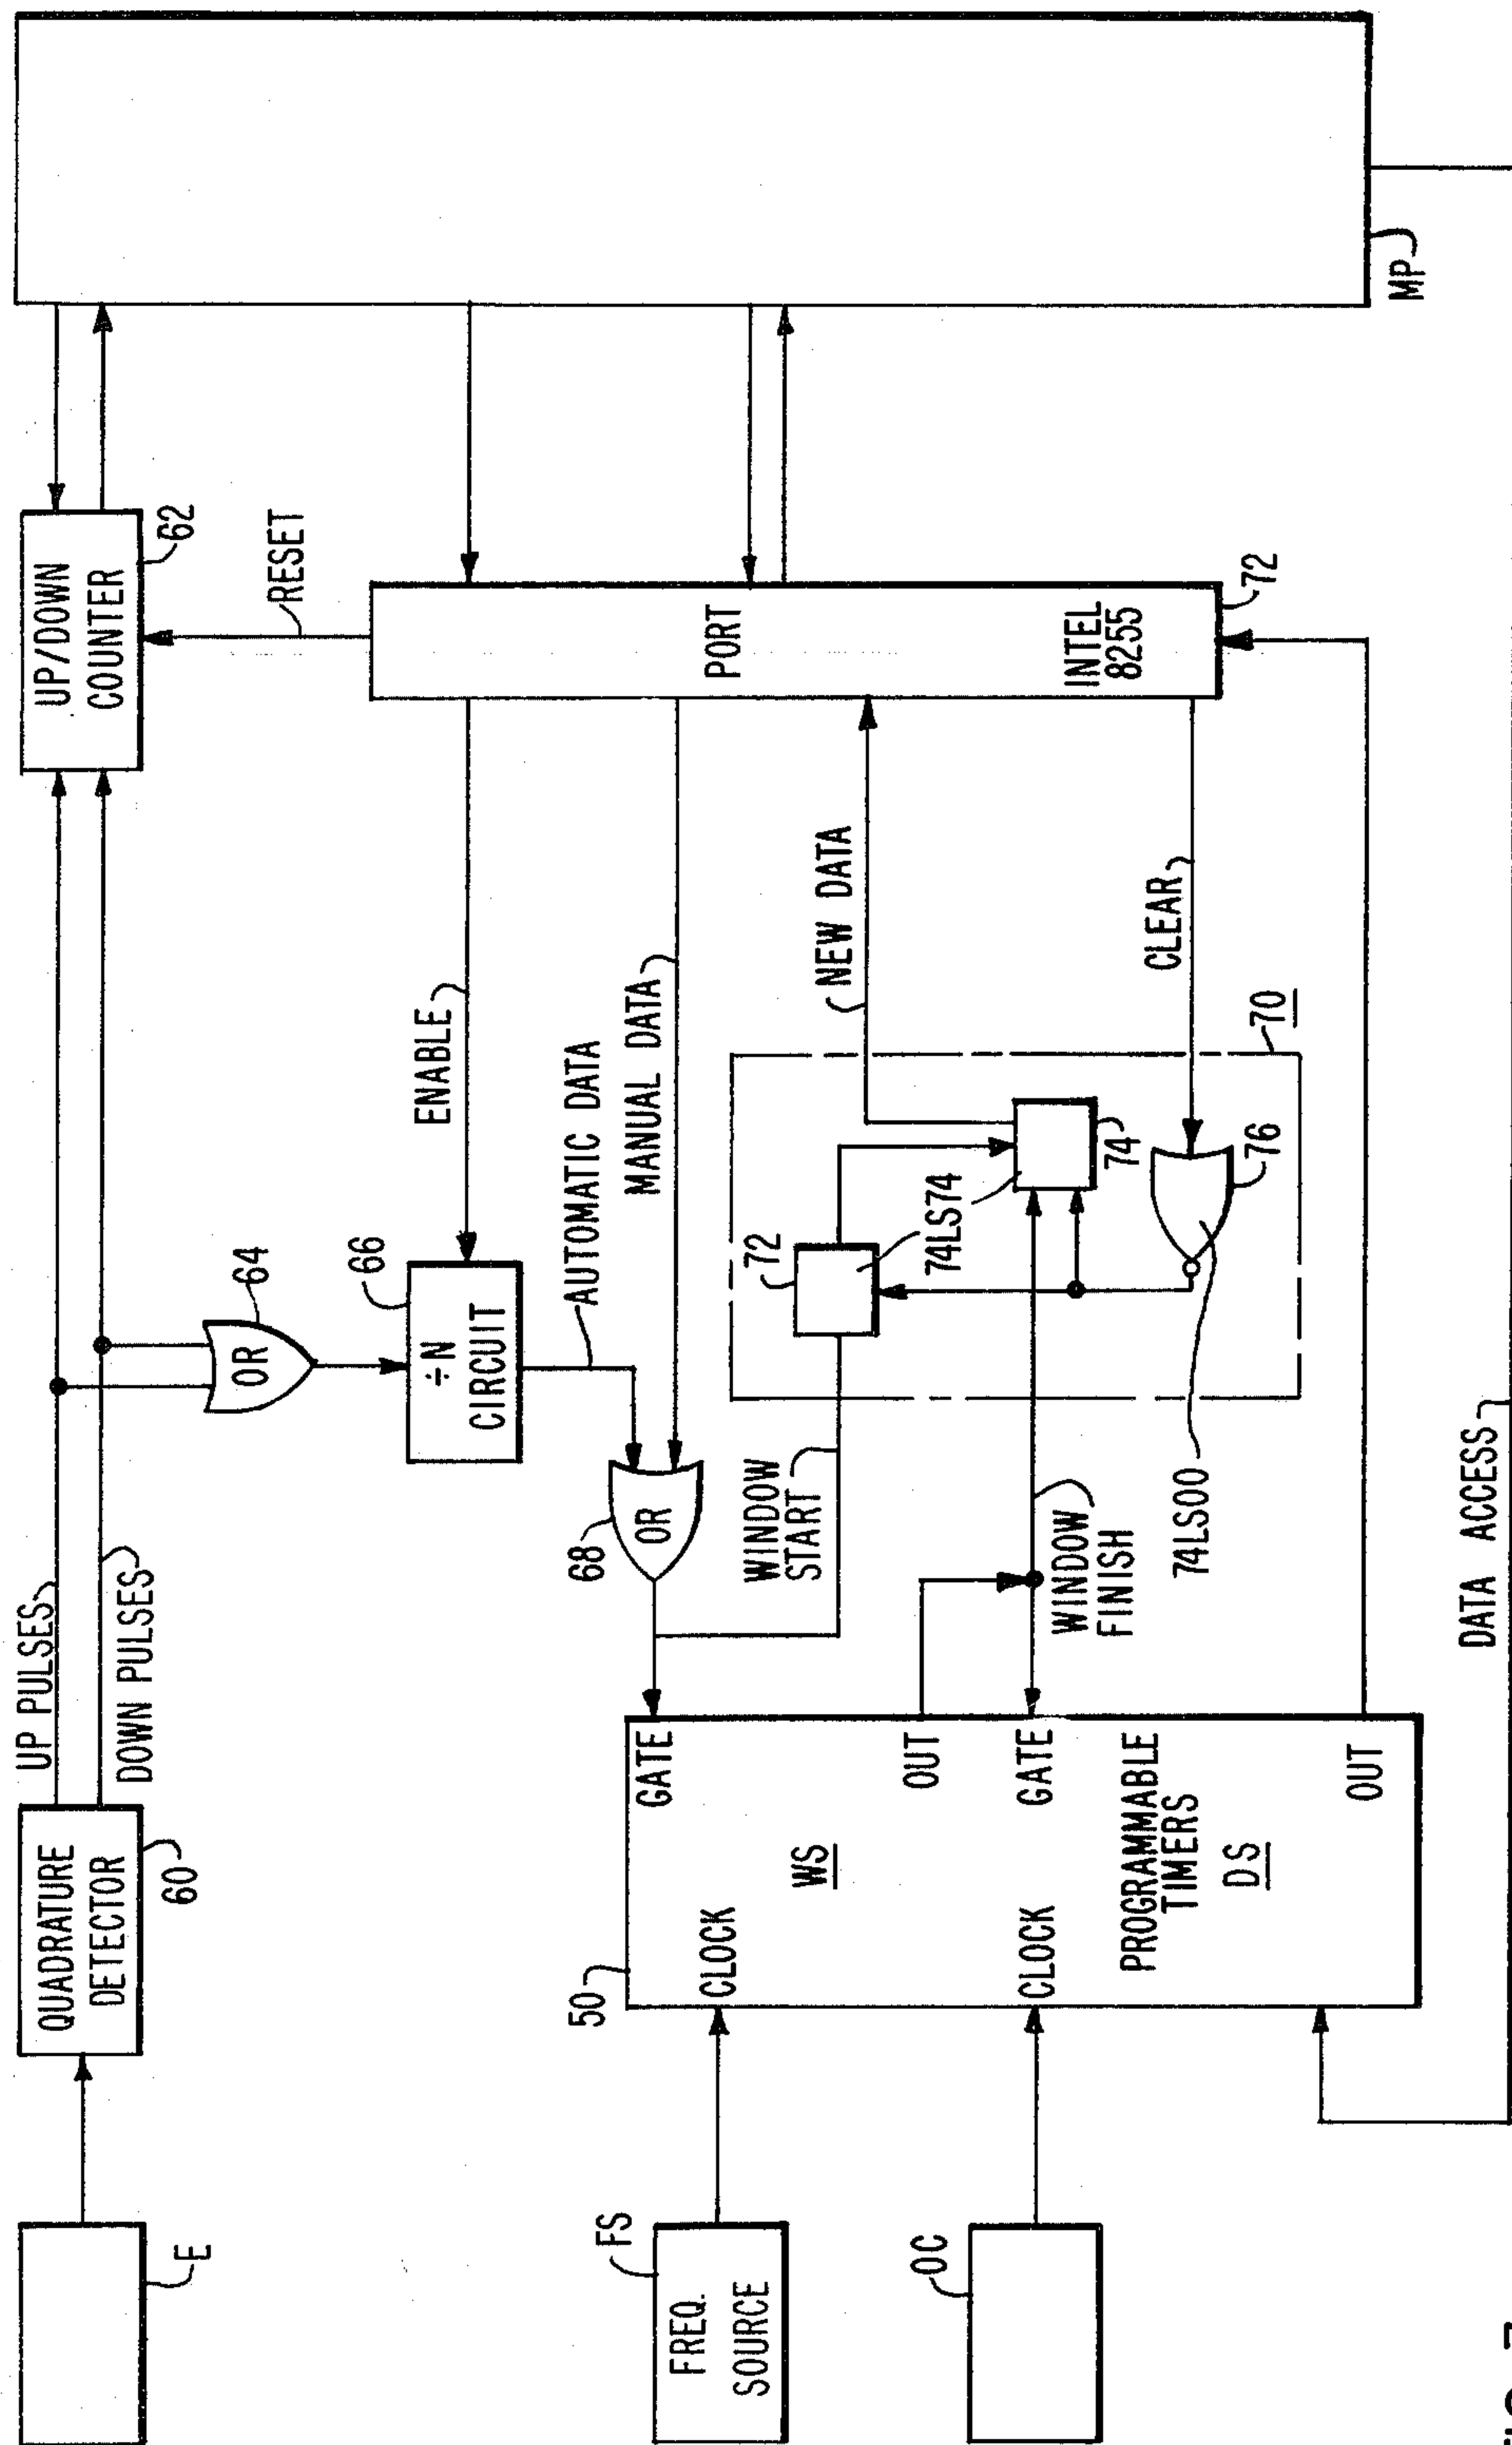 UP PULSES
DOWN PULSES
QUADRATURE
DETECTOR
60
E
UP/DOWN
COUNTER
62
RESET
OR
64
ENABLE
÷N
CIRCUIT
66
AUTOMATIC DATA
MANUAL DATA
OR
68
PORT
INTEL
8255
72
MP
NEW DATA
CLEAR
70
72
74LS74
74
76
74LS00
WINDOW
START
WINDOW
FINISH
FREQ.
SOURCE
FS
OC
50
CLOCK
GATE
WS
OUT
CLOCK
GATE
PROGRAMMABLE
TIMERS
DS
OUT
DATA ACCESS